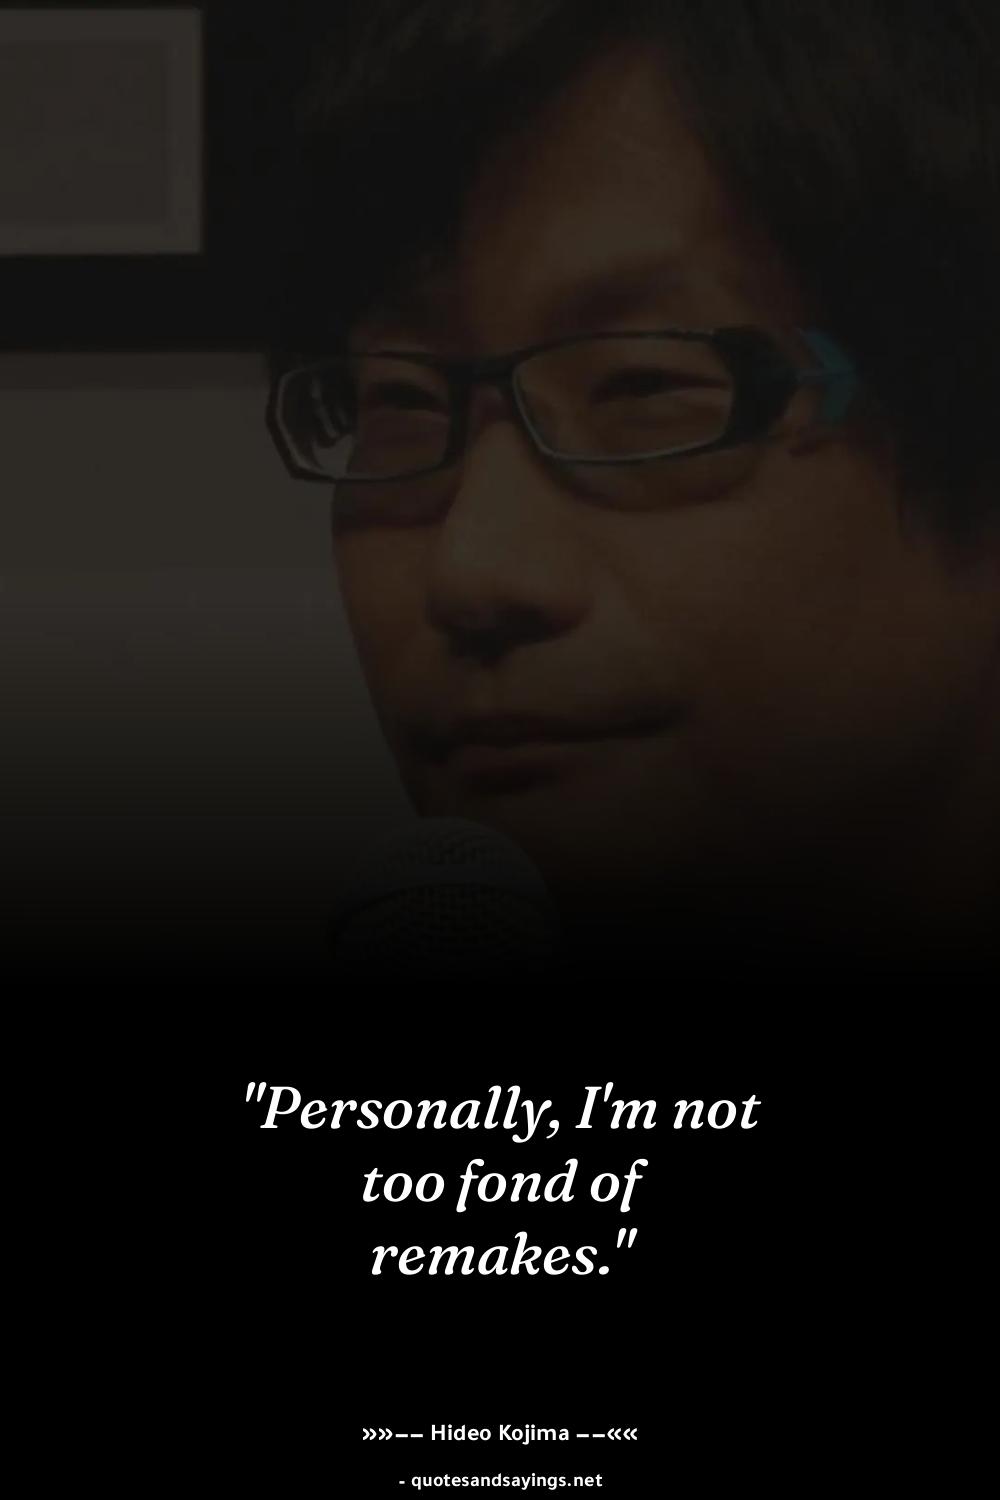 "Personally, I'm not
too fond of
remakes."
»»−− Hideo Kojima −−««
- quotesandsayings.net